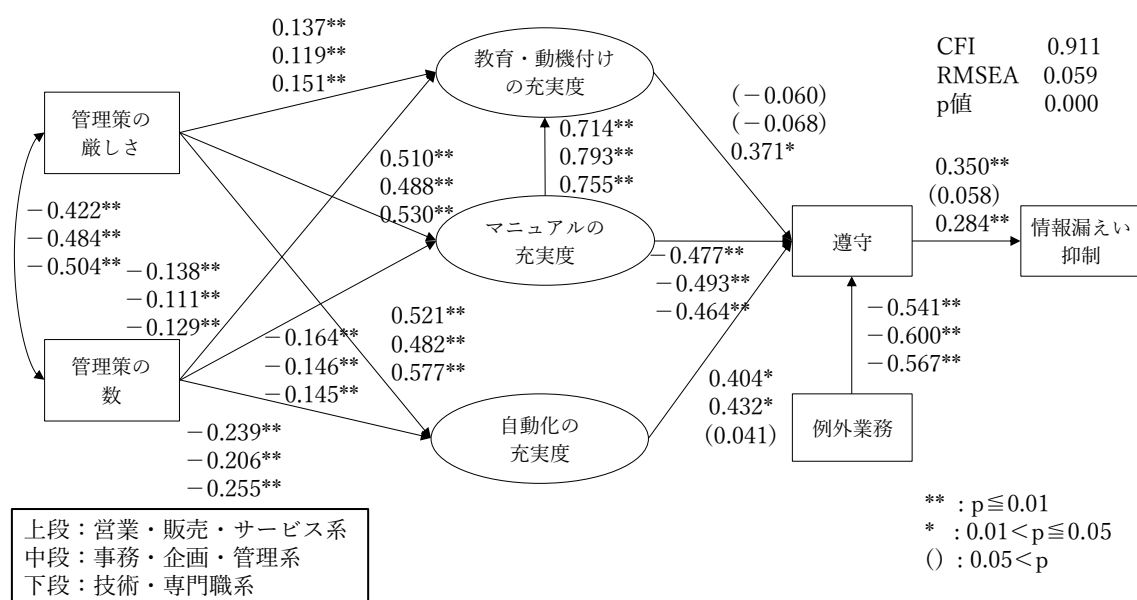 0.137**
0.119**
0.151**
教育・動機付け
の充実度
CFI 0.911
RMSEA 0.059
p値 0.000
管理策の
厳しさ
(−0.060)
(−0.068)
0.371*
0.714**
0.793**
0.755**
0.510**
0.488**
0.530**
0.350**
(0.058)
0.284**
−0.422**
−0.484**
−0.504**
マニュアルの
充実度
遵守
情報漏えい
抑制
−0.138**
−0.111**
−0.129**
−0.477**
−0.493**
−0.464**
−0.541**
−0.600**
−0.567**
管理策の
数
−0.164**
−0.146**
−0.145**
0.521**
0.482**
0.577**
0.404*
0.432*
(0.041)
例外業務
自動化の
充実度
−0.239**
−0.206**
−0.255**
上段：営業・販売・サービス系
中段：事務・企画・管理系
下段：技術・専門職系
** : p≦0.01
* : 0.01<p≦0.05
() : 0.05<p